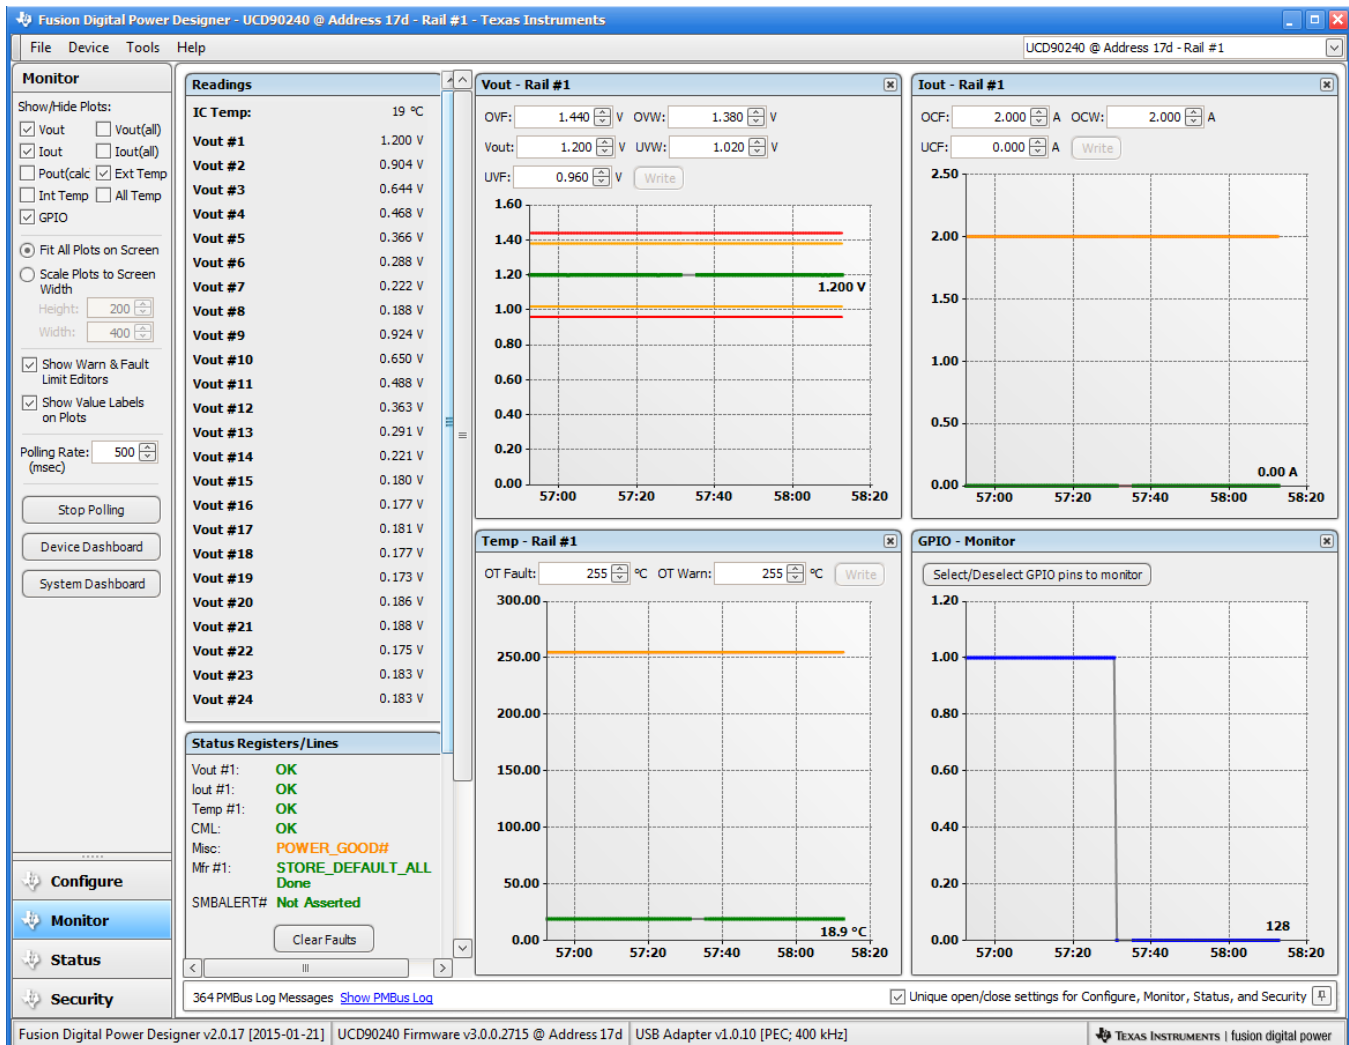 Fusion Digital Power Designer - UCD90240 @ Address 17d - Rail #1 - Texas Instruments
File Device Tools Help
UCD90240 @ Address 17d - Rail #1
Monitor
Show/Hide Plots:
Vout Vout(all)
Iout Iout(all)
Pout(calc Ext Temp
Int Temp All Temp
GPIO
Fit All Plots on Screen
Scale Plots to Screen
Width
Height: 200
Width: 400
Show Warn & Fault
Limit Editors
Show Value Labels
on Plots
Polling Rate: 500
(msec)
Stop Polling
Device Dashboard
System Dashboard
Configure
Monitor
Status
Security
Readings
IC Temp: 19 °C
Vout #1 1.200 V
Vout #2 0.904 V
Vout #3 0.644 V
Vout #4 0.468 V
Vout #5 0.366 V
Vout #6 0.288 V
Vout #7 0.222 V
Vout #8 0.188 V
Vout #9 0.924 V
Vout #10 0.650 V
Vout #11 0.488 V
Vout #12 0.363 V
Vout #13 0.291 V
Vout #14 0.221 V
Vout #15 0.180 V
Vout #16 0.177 V
Vout #17 0.181 V
Vout #18 0.177 V
Vout #19 0.173 V
Vout #20 0.186 V
Vout #21 0.188 V
Vout #22 0.175 V
Vout #23 0.183 V
Vout #24 0.183 V
Status Registers/Lines
Vout #1: OK
Iout #1: OK
Temp #1: OK
CML: OK
Misc: POWER_GOOD#
Mfr #1: STORE_DEFAULT_ALL
Done
SMBALERT# Not Asserted
Clear Faults
Vout - Rail #1
OVF: 1.440 V OVW: 1.380 V
Vout: 1.200 V UVW: 1.020 V
UVF: 0.960 V Write
1.60
1.40
1.20
1.200 V
1.00
0.80
0.60
0.40
0.20
0.00
57:00 57:20 57:40 58:00 58:20
Iout - Rail #1
OCF: 2.000 A OCW: 2.000 A
UCF: 0.000 A Write
2.50
2.00
1.50
1.00
0.50
0.00 A
0.00
57:00 57:20 57:40 58:00 58:20
Temp - Rail #1
OT Fault: 255 °C OT Warn: 255 °C Write
300.00
250.00
200.00
150.00
100.00
50.00
18.9 °C
0.00
57:00 57:20 57:40 58:00 58:20
GPIO - Monitor
Select/Deselect GPIO pins to monitor
1.20
1.00
0.80
0.60
0.40
0.20
128
0.00
57:00 57:20 57:40 58:00 58:20
364 PMBus Log Messages Show PMBus Log
Unique open/close settings for Configure, Monitor, Status, and Security
Fusion Digital Power Designer v2.0.17 [2015-01-21] UCD90240 Firmware v3.0.0.2715 @ Address 17d USB Adapter v1.0.10 [PEC; 400 kHz]
TEXAS INSTRUMENTS | fusion digital power